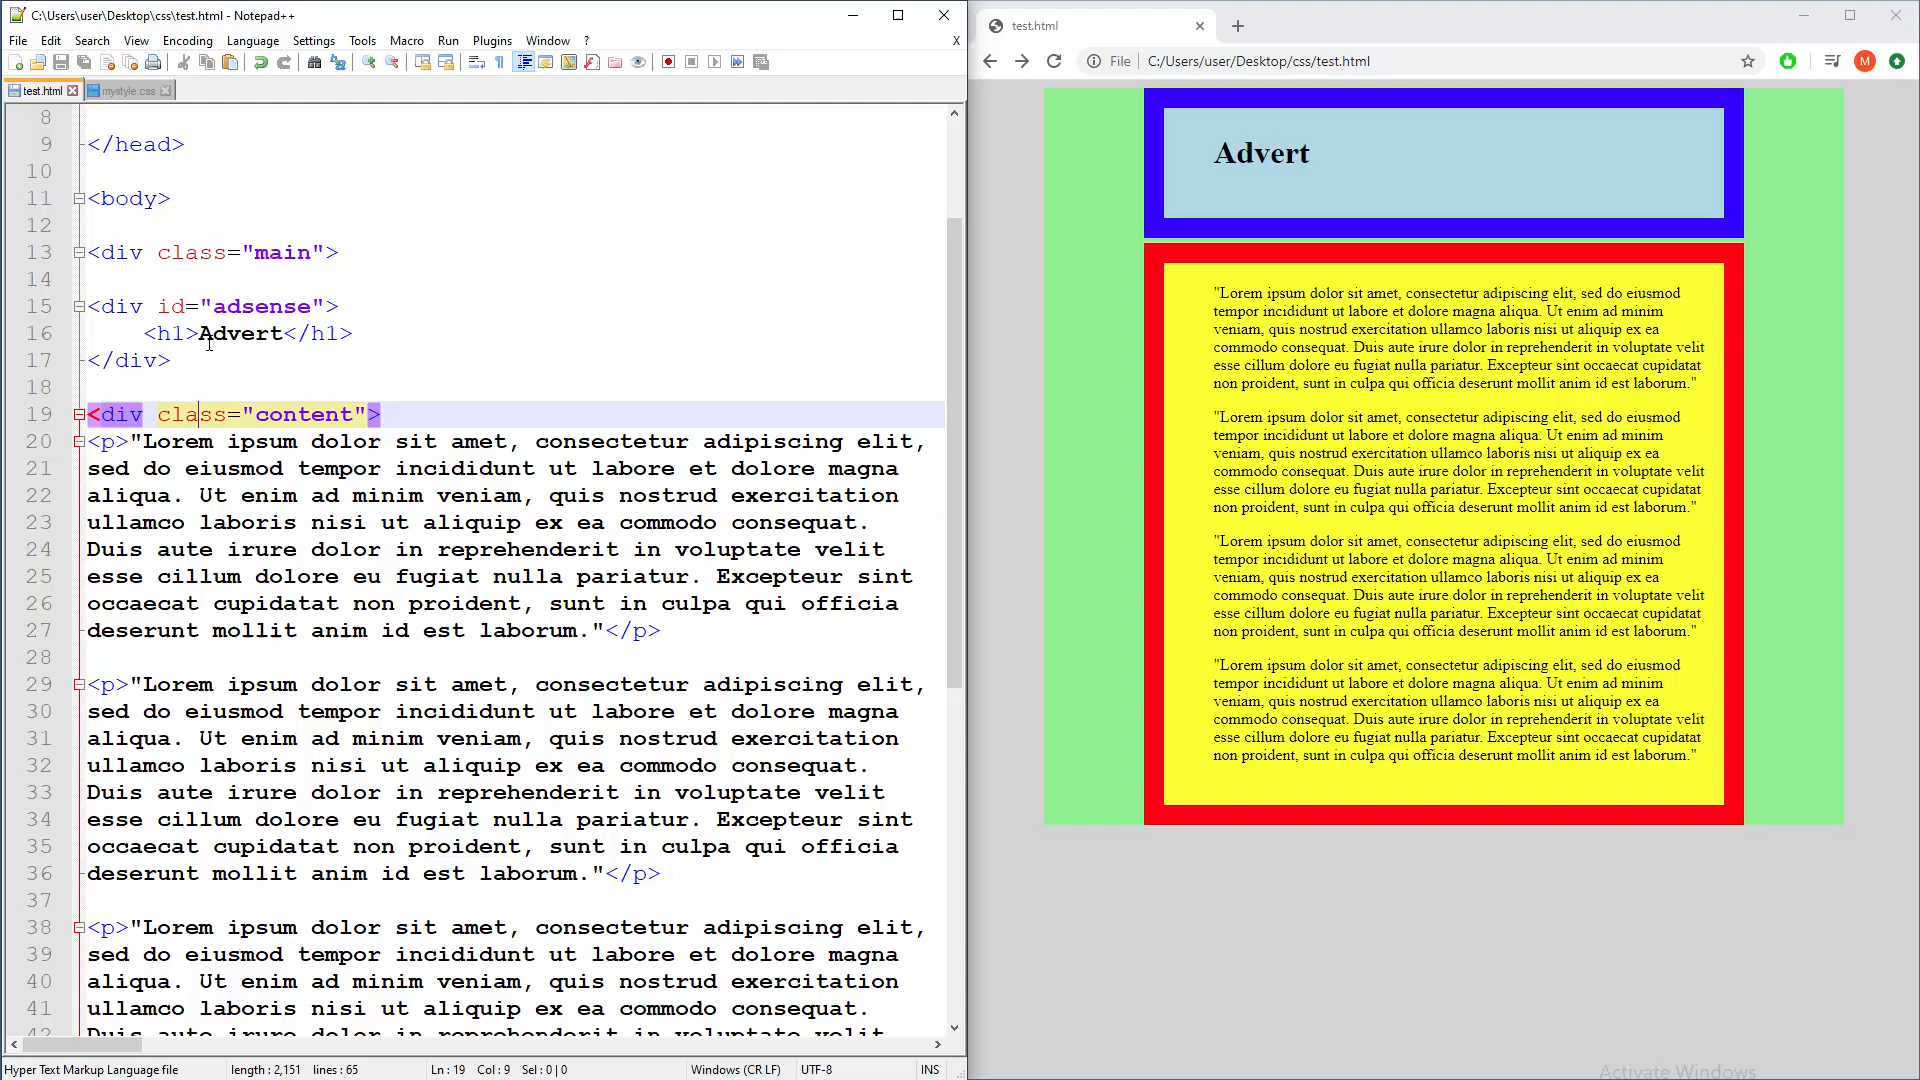 C:\Users\user\Desktop\css\test.html - Notepad++
File Edit Search View Encoding Language Settings Tools Macro Run Plugins Window ? X
test.html mystyle.css
8
9 </head>
10
11 <body>
12
13 <div class="main">
14
15 <div id="adsense">
16 <h1>Advert</h1>
17 </div>
18
19 <div class="content">
20 <p>"Lorem ipsum dolor sit amet, consectetur adipiscing elit,
21 sed do eiusmod tempor incididunt ut labore et dolore magna
22 aliqua. Ut enim ad minim veniam, quis nostrud exercitation
23 ullamco laboris nisi ut aliquip ex ea commodo consequat.
24 Duis aute irure dolor in reprehenderit in voluptate velit
25 esse cillum dolore eu fugiat nulla pariatur. Excepteur sint
26 occaecat cupidatat non proident, sunt in culpa qui officia
27 deserunt mollit anim id est laborum."</p>
28
29 <p>"Lorem ipsum dolor sit amet, consectetur adipiscing elit,
30 sed do eiusmod tempor incididunt ut labore et dolore magna
31 aliqua. Ut enim ad minim veniam, quis nostrud exercitation
32 ullamco laboris nisi ut aliquip ex ea commodo consequat.
33 Duis aute irure dolor in reprehenderit in voluptate velit
34 esse cillum dolore eu fugiat nulla pariatur. Excepteur sint
35 occaecat cupidatat non proident, sunt in culpa qui officia
36 deserunt mollit anim id est laborum."</p>
37
38 <p>"Lorem ipsum dolor sit amet, consectetur adipiscing elit,
39 sed do eiusmod tempor incididunt ut labore et dolore magna
40 aliqua. Ut enim ad minim veniam, quis nostrud exercitation
41 ullamco laboris nisi ut aliquip ex ea commodo consequat.
42 Duis aute irure dolor in reprehenderit in voluptate velit
Hyper Text Markup Language file length : 2,151 lines : 65 Ln : 19 Col : 9 Sel : 0 | 0 Windows (CR LF) UTF-8 INS
test.html
File C:/Users/user/Desktop/css/test.html M
Advert
"Lorem ipsum dolor sit amet, consectetur adipiscing elit, sed do eiusmod
tempor incididunt ut labore et dolore magna aliqua. Ut enim ad minim
veniam, quis nostrud exercitation ullamco laboris nisi ut aliquip ex ea
commodo consequat. Duis aute irure dolor in reprehenderit in voluptate velit
esse cillum dolore eu fugiat nulla pariatur. Excepteur sint occaecat cupidatat
non proident, sunt in culpa qui officia deserunt mollit anim id est laborum."
"Lorem ipsum dolor sit amet, consectetur adipiscing elit, sed do eiusmod
tempor incididunt ut labore et dolore magna aliqua. Ut enim ad minim
veniam, quis nostrud exercitation ullamco laboris nisi ut aliquip ex ea
commodo consequat. Duis aute irure dolor in reprehenderit in voluptate velit
esse cillum dolore eu fugiat nulla pariatur. Excepteur sint occaecat cupidatat
non proident, sunt in culpa qui officia deserunt mollit anim id est laborum."
"Lorem ipsum dolor sit amet, consectetur adipiscing elit, sed do eiusmod
tempor incididunt ut labore et dolore magna aliqua. Ut enim ad minim
veniam, quis nostrud exercitation ullamco laboris nisi ut aliquip ex ea
commodo consequat. Duis aute irure dolor in reprehenderit in voluptate velit
esse cillum dolore eu fugiat nulla pariatur. Excepteur sint occaecat cupidatat
non proident, sunt in culpa qui officia deserunt mollit anim id est laborum."
"Lorem ipsum dolor sit amet, consectetur adipiscing elit, sed do eiusmod
tempor incididunt ut labore et dolore magna aliqua. Ut enim ad minim
veniam, quis nostrud exercitation ullamco laboris nisi ut aliquip ex ea
commodo consequat. Duis aute irure dolor in reprehenderit in voluptate velit
esse cillum dolore eu fugiat nulla pariatur. Excepteur sint occaecat cupidatat
non proident, sunt in culpa qui officia deserunt mollit anim id est laborum."
Activate Windows